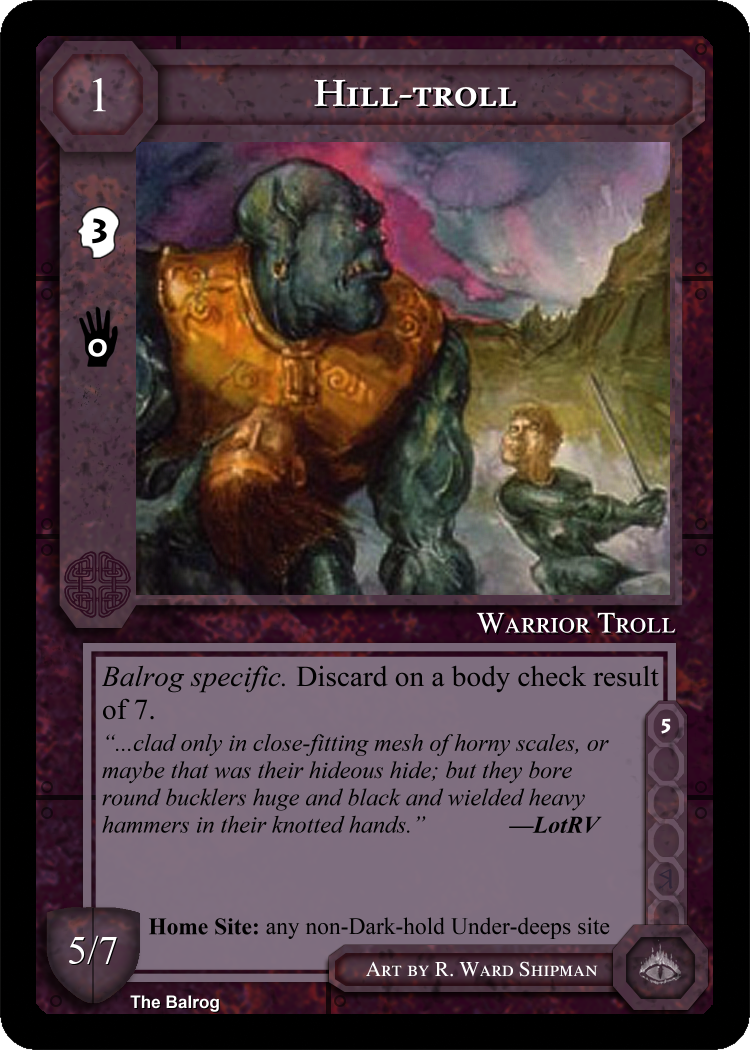 1
HILL-TROLL
3
0
WARRIOR TROLL
Balrog specific. Discard on a body check result
of 7.
“...clad only in close-fitting mesh of horny scales, or
maybe that was their hideous hide; but they bore
round bucklers huge and black and wielded heavy
hammers in their knotted hands.” —LotRV
5
Home Site: any non-Dark-hold Under-deeps site
5/7
ART BY R. WARD SHIPMAN
The Balrog